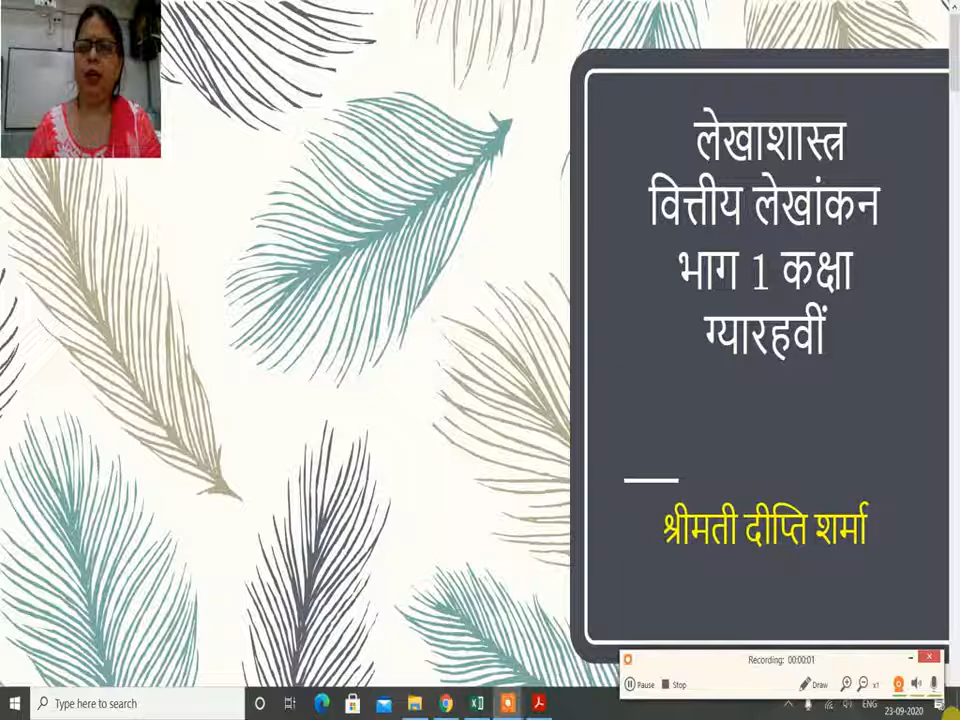 लेखाशास्त्र
वित्तीय लेखांकन
भाग 1 कक्षा
ग्यारहवीं
श्रीमती दीप्ति शर्मा
Recording: 00:00:01
Pause Stop Draw x1
Type here to search
ENG
23-09-2020